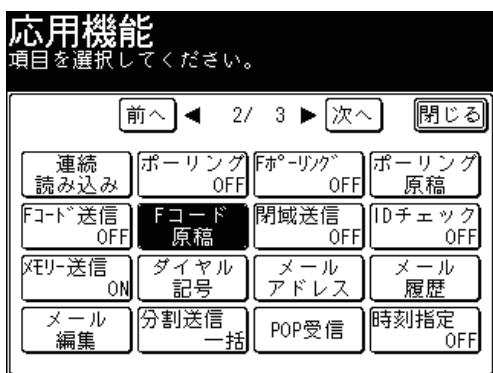 応用機能
項目を選択してください。
前へ ◀ 2/ 3 ▶ 次へ 閉じる
連続
読み込み
ポーリング
OFF
Fポーリング
OFF
ポーリング
原稿
Fコード送信
OFF
Fコード
原稿
閉域送信
OFF
IDチェック
OFF
メモリー送信
ON
ダイヤル
記号
メール
アドレス
メール
履歴
メール
編集
分割送信
一括
POP受信
時刻指定
OFF